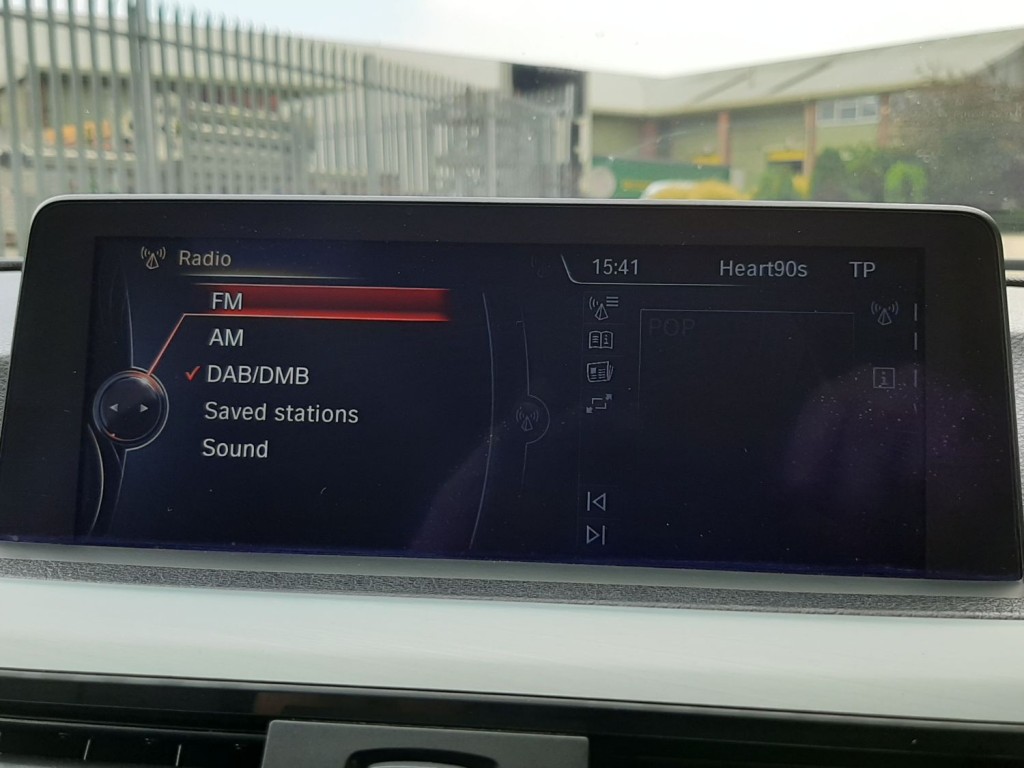 Radio
15:41 Heart90s TP
FM
AM
DAB/DMB
Saved stations
Sound
POP